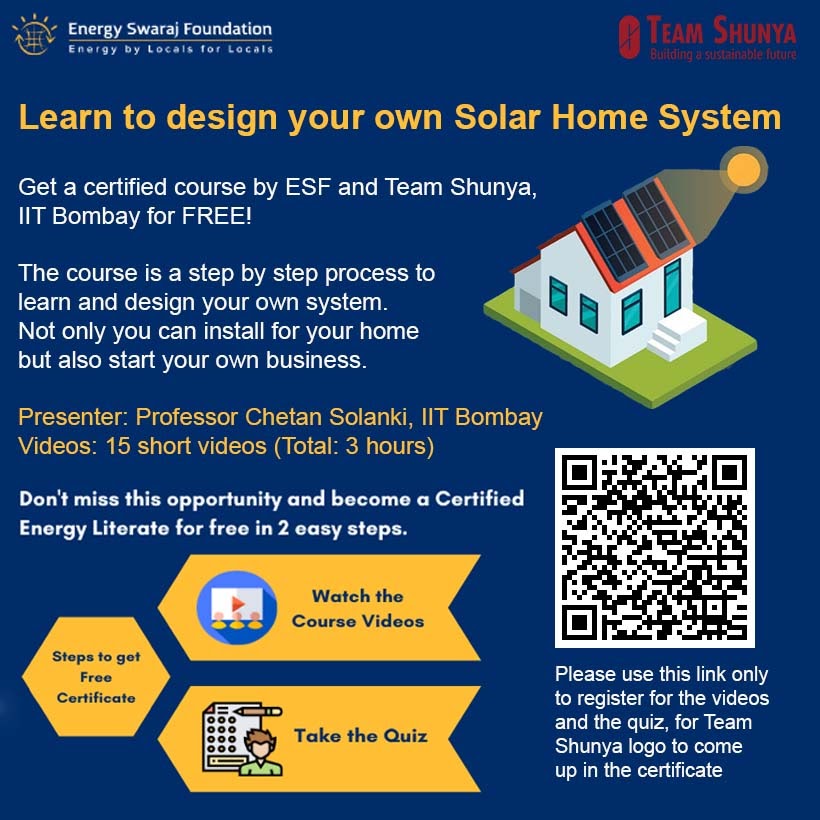 Energy Swaraj Foundation
Energy by Locals for Locals
TEAM SHUNYA
Building a sustainable future
Learn to design your own Solar Home System
Get a certified course by ESF and Team Shunya,
IIT Bombay for FREE!
The course is a step by step process to
learn and design your own system.
Not only you can install for your home
but also start your own business.
Presenter: Professor Chetan Solanki, IIT Bombay
Videos: 15 short videos (Total: 3 hours)
Don't miss this opportunity and become a Certified
Energy Literate for free in 2 easy steps.
Steps to get
Free
Certificate
Watch the
Course Videos
Take the Quiz
Please use this link only
to register for the videos
and the quiz, for Team
Shunya logo to come
up in the certificate